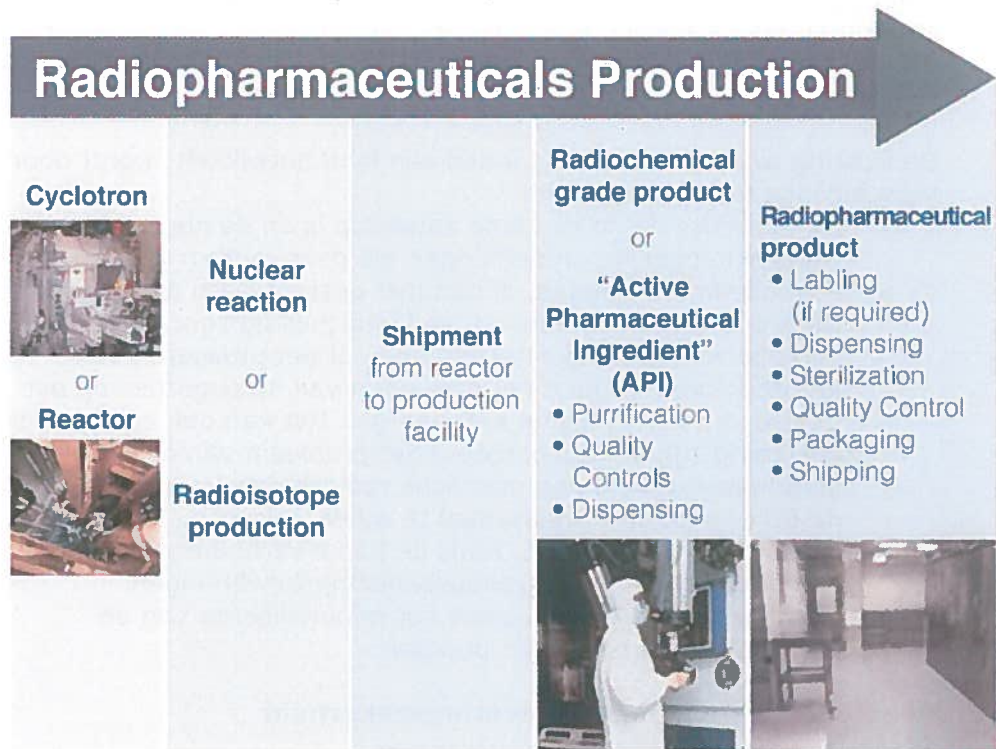 Radiopharmaceuticals Production
Cyclotron
or
Reactor
Nuclear
reaction
or
Radioisotope
production
Shipment
from reactor
to production
facility
Radiochemical
grade product
or
“Active
Pharmaceutical
Ingredient”
(API)
• Purrification
• Quality
Controls
• Dispensing
Radiopharmaceutical
product
• Labling
(if required)
• Dispensing
• Sterilization
• Quality Control
• Packaging
• Shipping